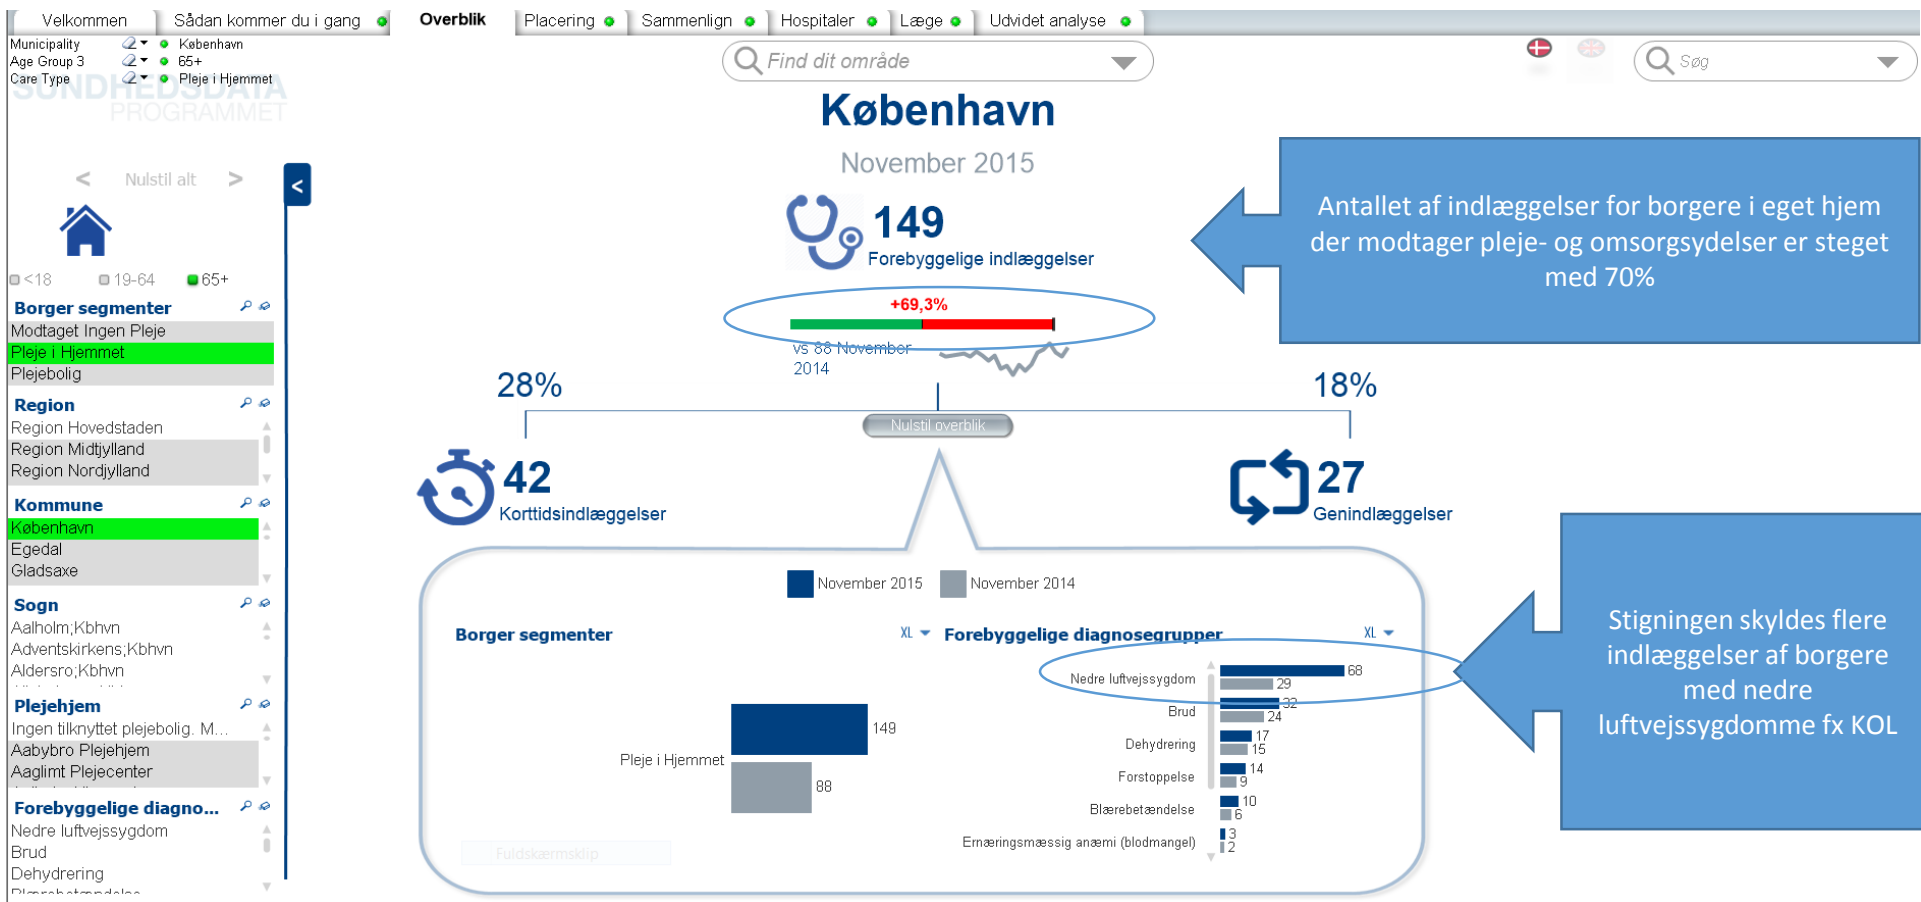 Velkommen
Sådan kommer du i gang
Overblik
Placering
Sammenlign
Hospitaler
Læge
Udvidet analyse
Municipality København
Age Group 3 65+
Care Type Pleje i Hjemmet
SUNDHEDSDATA
PROGRAMMET
Find dit område
Søg
København
November 2015
< Nulstil alt >
<
149
Forebyggelige indlæggelser
+69,3%
vs 88 November
2014
Antallet af indlæggelser for borgere i eget hjem
der modtager pleje- og omsorgsydelser er steget
med 70%
<18 19-64 65+
Borger segmenter
Modtaget Ingen Pleje
Pleje i Hjemmet
Plejebolig
Region
Region Hovedstaden
Region Midtjylland
Region Nordjylland
Kommune
København
Egedal
Gladsaxe
Sogn
Aalholm;Kbhvn
Adventskirkens;Kbhvn
Aldersro;Kbhvn
Plejehjem
Ingen tilknyttet plejebolig. M...
Aabybro Plejehjem
Aaglimt Plejecenter
Forebyggelige diagno...
Nedre luftvejssygdom
Brud
Dehydrering
28%
18%
Nulstil overblik
42
Korttidsindlæggelser
27
Genindlæggelser
November 2015 November 2014
Borger segmenter XL
Pleje i Hjemmet
149
88
Fuldskærmsklip
Forebyggelige diagnosegrupper XL
Nedre luftvejssygdom 68
29
Brud 32
24
Dehydrering 17
15
Forstoppelse 14
9
Blærebetændelse 10
6
Ernæringsmæssig anæmi (blodmangel) 3
2
Stigningen skyldes flere
indlæggelser af borgere
med nedre
luftvejssygdomme fx KOL